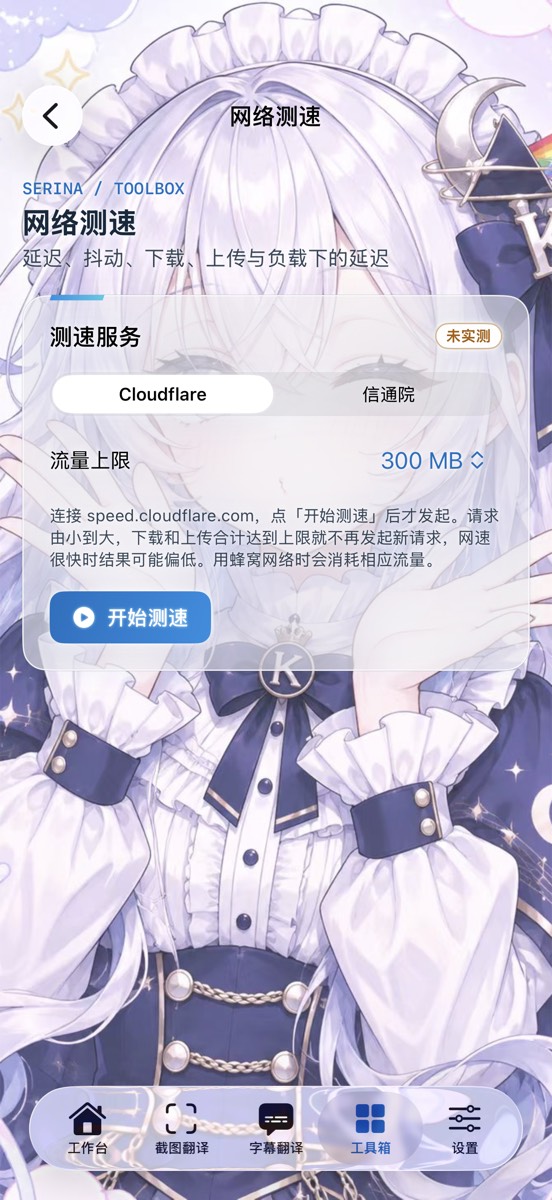 网络测速
SERINA / TOOLBOX
网络测速
延迟、抖动、下载、上传与负载下的延迟
测速服务
未实测
Cloudflare
信通院
流量上限
300 MB
连接 speed.cloudflare.com，点「开始测速」后才发起。请求
由小到大，下载和上传合计达到上限就不再发起新请求，网速
很快时结果可能偏低。用蜂窝网络时会消耗相应流量。
开始测速
K
K
工作台
截图翻译
字幕翻译
工具箱
设置